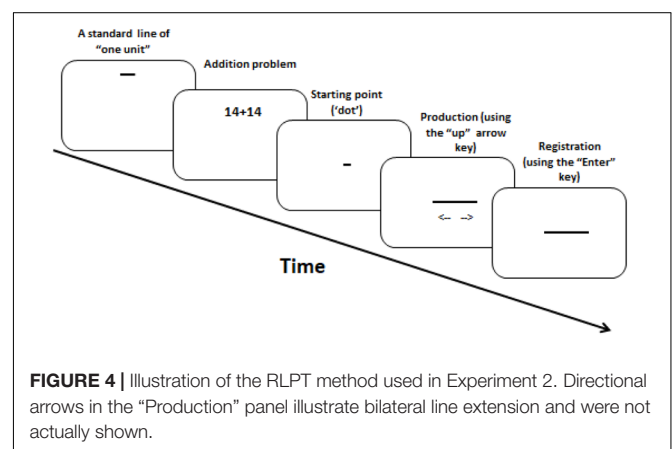 A standard line of
“one unit”
Addition problem
14+14
Starting point
(‘dot’)
Production (using
the “up” arrow
key)
<-- -->
Registration
(using the “Enter”
key)
Time
FIGURE 4 | Illustration of the RLPT method used in Experiment 2. Directional
arrows in the “Production” panel illustrate bilateral line extension and were not
actually shown.